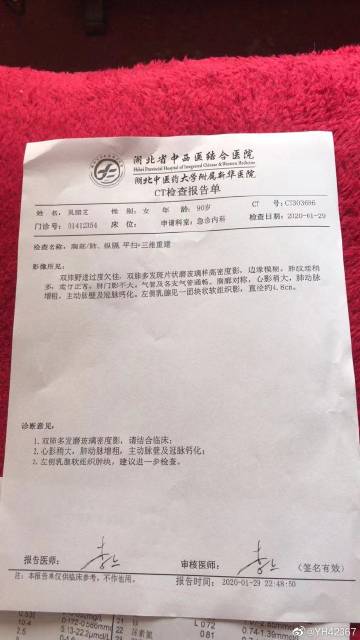 湖北省中西医结合医院
Hubei Provincial Hospital of Integrated Chinese & Western Medicine
湖北中医药大学附属新华医院
CT检查报告单
姓 名: 性 别: 女 年 龄: 90岁 CT 号: CT303696
门诊号: 01412354 床 位: 申请科室: 急诊内科 检查日期: 2020-01-29
检查名称: 胸部/肺、纵隔 平扫+三维重建
影像所见:
双肺野透过度欠佳, 双肺多发斑片状磨玻璃样高密度影, 边缘模糊, 肺纹理稍
多, 走行正常, 肺门影不大, 气管及各支气管通畅。胸廓对称, 心影稍大, 肺动脉
增粗, 主动脉壁及冠脉钙化。左侧乳腺见一团块状软组织影, 直径约4.8cm。
诊断意见:
1. 双肺多发磨玻璃密度影, 请结合临床;
2. 心影稍大, 肺动脉增粗, 主动脉壁及冠脉钙化;
3. 左侧乳腺软组织肿块, 建议进一步检查。
报告医师: 审核医师: (签名有效)
注: 本报告单仅供临床参考, 不作他用。 报告时间: 2020-01-29 22:48:50
@YH42367